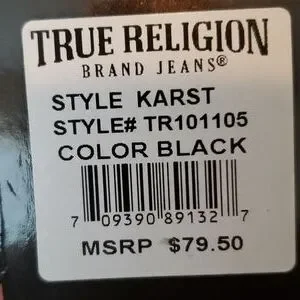 TRUE RELIGION
BRAND JEANS®
STYLE KARST
STYLE# TR101105
COLOR BLACK
7 09390 89132 7
MSRP $79.50